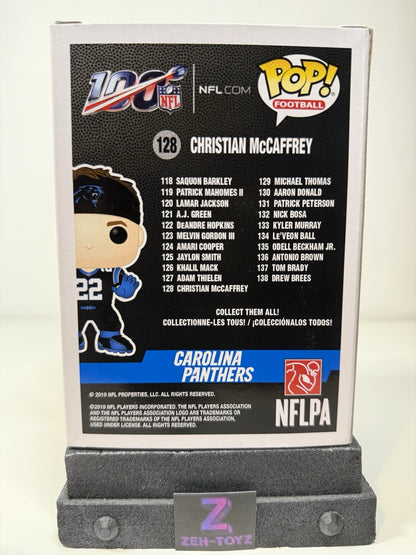 100 NFL
NFL.COM
POP!
FOOTBALL
128 CHRISTIAN McCAFFREY
118 SAQUON BARKLEY
119 PATRICK MAHOMES II
120 LAMAR JACKSON
121 A.J. GREEN
122 DeANDRE HOPKINS
123 MELVIN GORDON III
124 AMARI COOPER
125 JAYLON SMITH
126 KHALIL MACK
127 ADAM THIELEN
128 CHRISTIAN McCAFFREY
129 MICHAEL THOMAS
130 AARON DONALD
131 PATRICK PETERSON
132 NICK BOSA
133 KYLER MURRAY
134 Le'VEON BALL
135 ODELL BECKHAM JR.
136 ANTONIO BROWN
137 TOM BRADY
138 DREW BREES
22
COLLECT THEM ALL!
COLLECTIONNE-LES TOUS! / ¡COLECCIÓNALOS TODOS!
CAROLINA
PANTHERS
© 2019 NFL PROPERTIES, LLC. ALL RIGHTS RESERVED.
©2019 NFL PLAYERS INCORPORATED. THE NFL PLAYERS ASSOCIATION
AND THE NFL PLAYERS ASSOCIATION LOGO ARE TRADEMARKS OR
REGISTERED TRADEMARKS OF THE NFL PLAYERS ASSOCIATION.
USED UNDER LICENSE. ALL RIGHTS RESERVED.
NFLPA
Z
ZEH-TOYZ